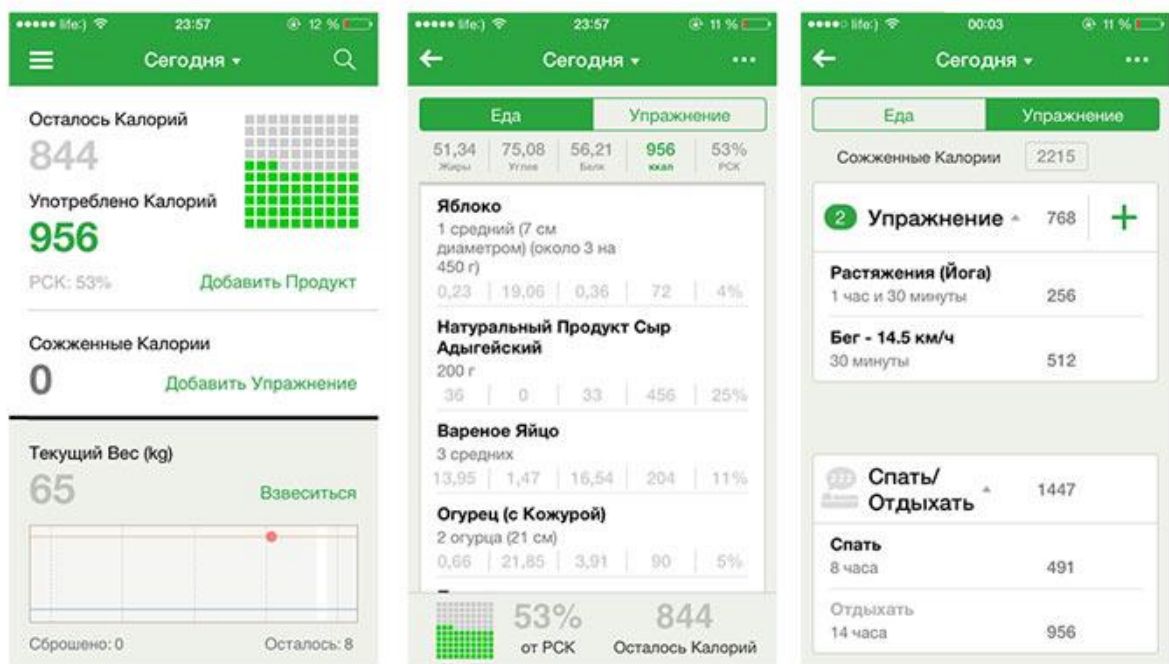 life:) 23:57 12 %
Сегодня
Осталось Калорий
844
Употреблено Калорий
956
РСК: 53%
Добавить Продукт
Сожженные Калории
0
Добавить Упражнение
Текущий Вес (kg)
65
Взвеситься
Сброшено: 0
Осталось: 8
life:) 23:57 11 %
Сегодня
Еда
Упражнение
51,34 75,08 56,21 956 53%
Жиры Углев Белк ккал РСК
Яблоко
1 средний (7 см
диаметром) (около 3 на
450 г)
0,23 19,06 0,36 72 4%
Натуральный Продукт Сыр
Адыгейский
200 г
36 0 33 456 25%
Вареное Яйцо
3 средних
13,95 1,47 16,54 204 11%
Огурец (с Кожурой)
2 огурца (21 см)
0,66 21,85 3,91 90 5%
53% 844
от РСК Осталось Калорий
life:) 00:03 11 %
Сегодня
Еда
Упражнение
Сожженные Калории 2215
2 Упражнение 768
Растяжения (Йога)
1 час и 30 минуты 256
Бег - 14.5 км/ч
30 минуты 512
Спать/
Отдыхать 1447
Спать
8 часа 491
Отдыхать
14 часа 956